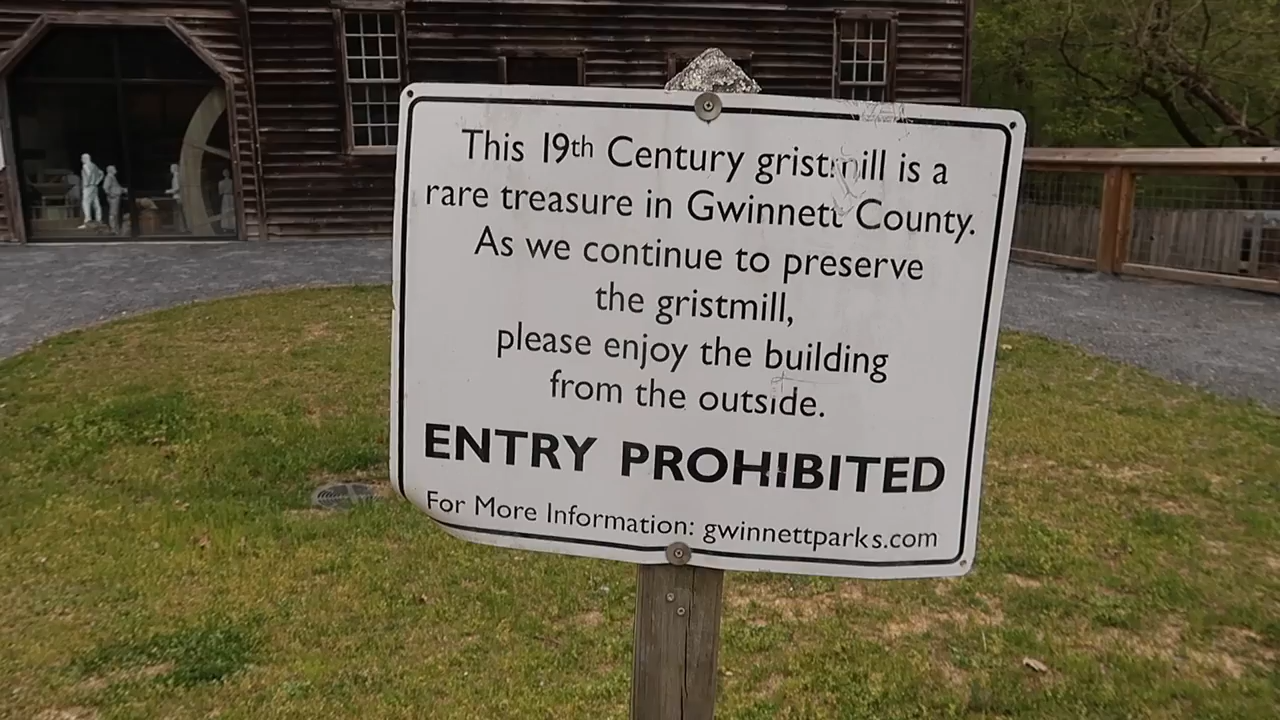 This 19th Century gristmill is a
rare treasure in Gwinnett County.
As we continue to preserve
the gristmill,
please enjoy the building
from the outside.
ENTRY PROHIBITED
For More Information: gwinnettparks.com